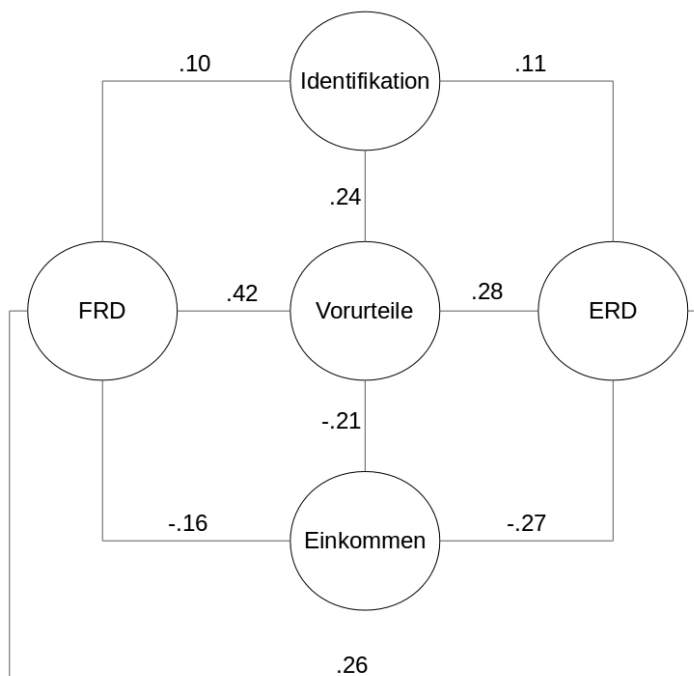 .10
.11
Identifikation
.24
FRD
.42
Vorurteile
.28
ERD
-.21
-.16
Einkommen
-.27
.26